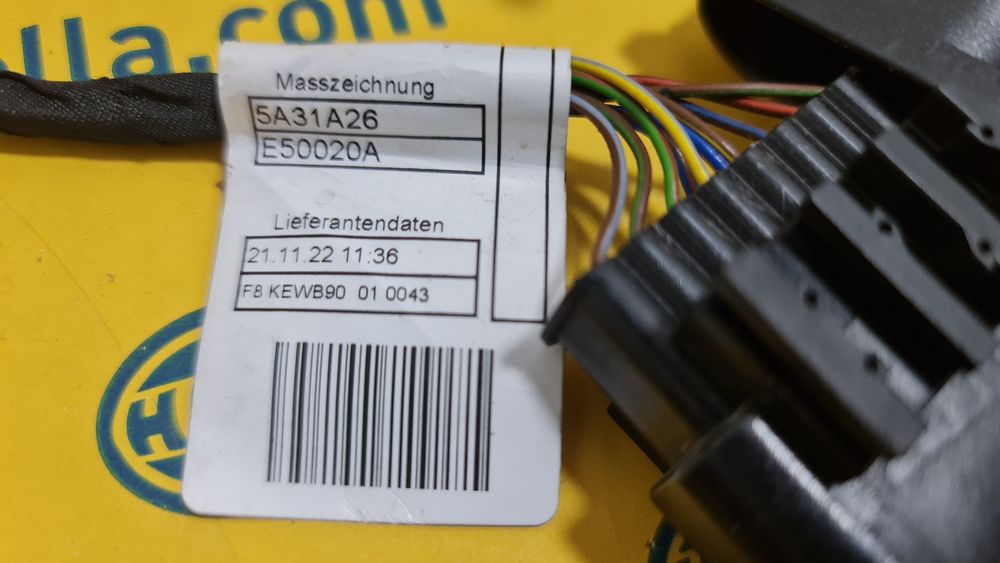 lla.com
Masszeichnung
5A31A26
E50020A
Lieferantendaten
21.11.22 11:36
F8 KEWB90 01 0043
H